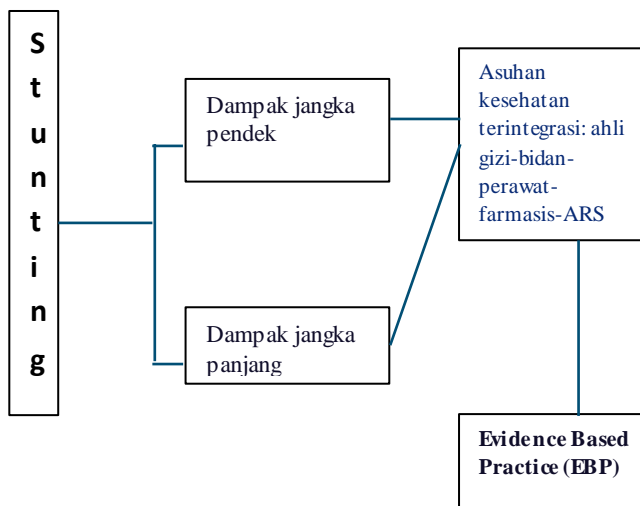 Stunting
Dampak jangka
pendek
Dampak jangka
panjang
Asuhan
kesehatan
terintegrasi: ahli
gizi-bidan-
perawat-
farmasis-ARS
Evidence Based
Practice (EBP)